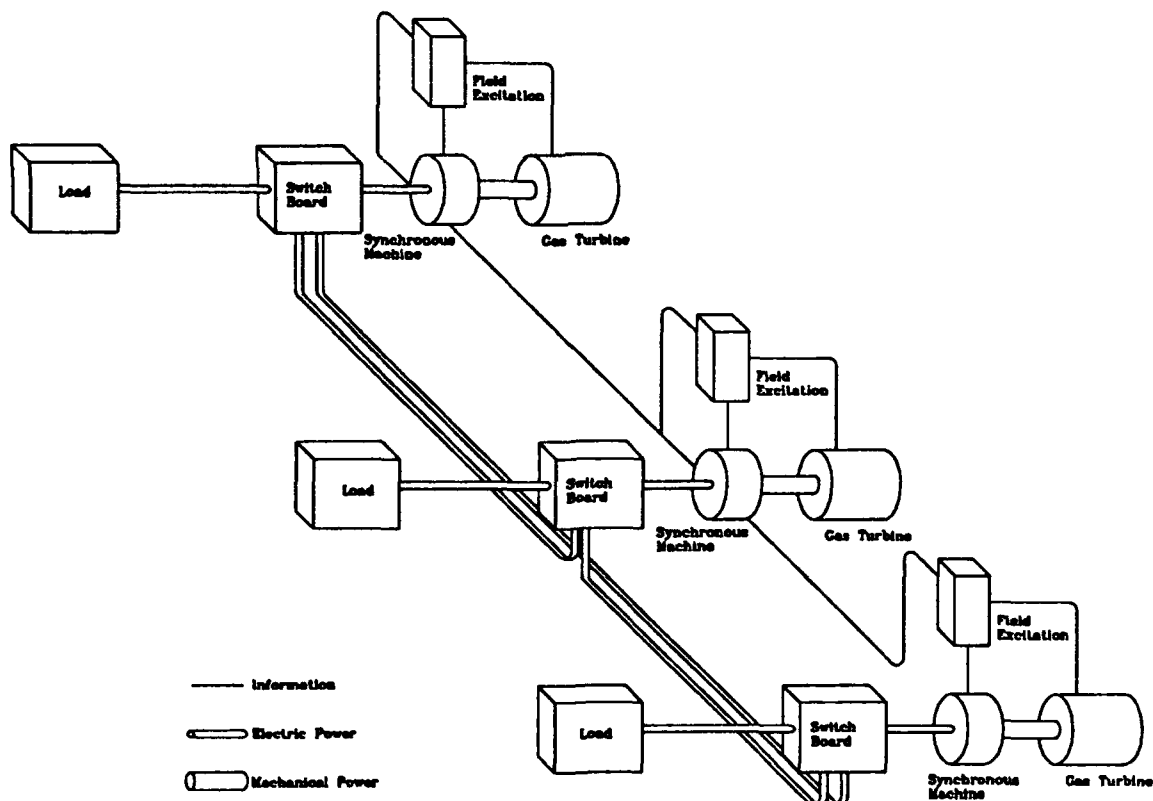 Field
Excitation
Load
Switch
Board
Synchronous
Machine
Gas Turbine
Field
Excitation
Load
Switch
Board
Synchronous
Machine
Gas Turbine
Field
Excitation
Information
Load
Switch
Board
Electric Power
Synchronous
Machine
Gas Turbine
Mechanical Power